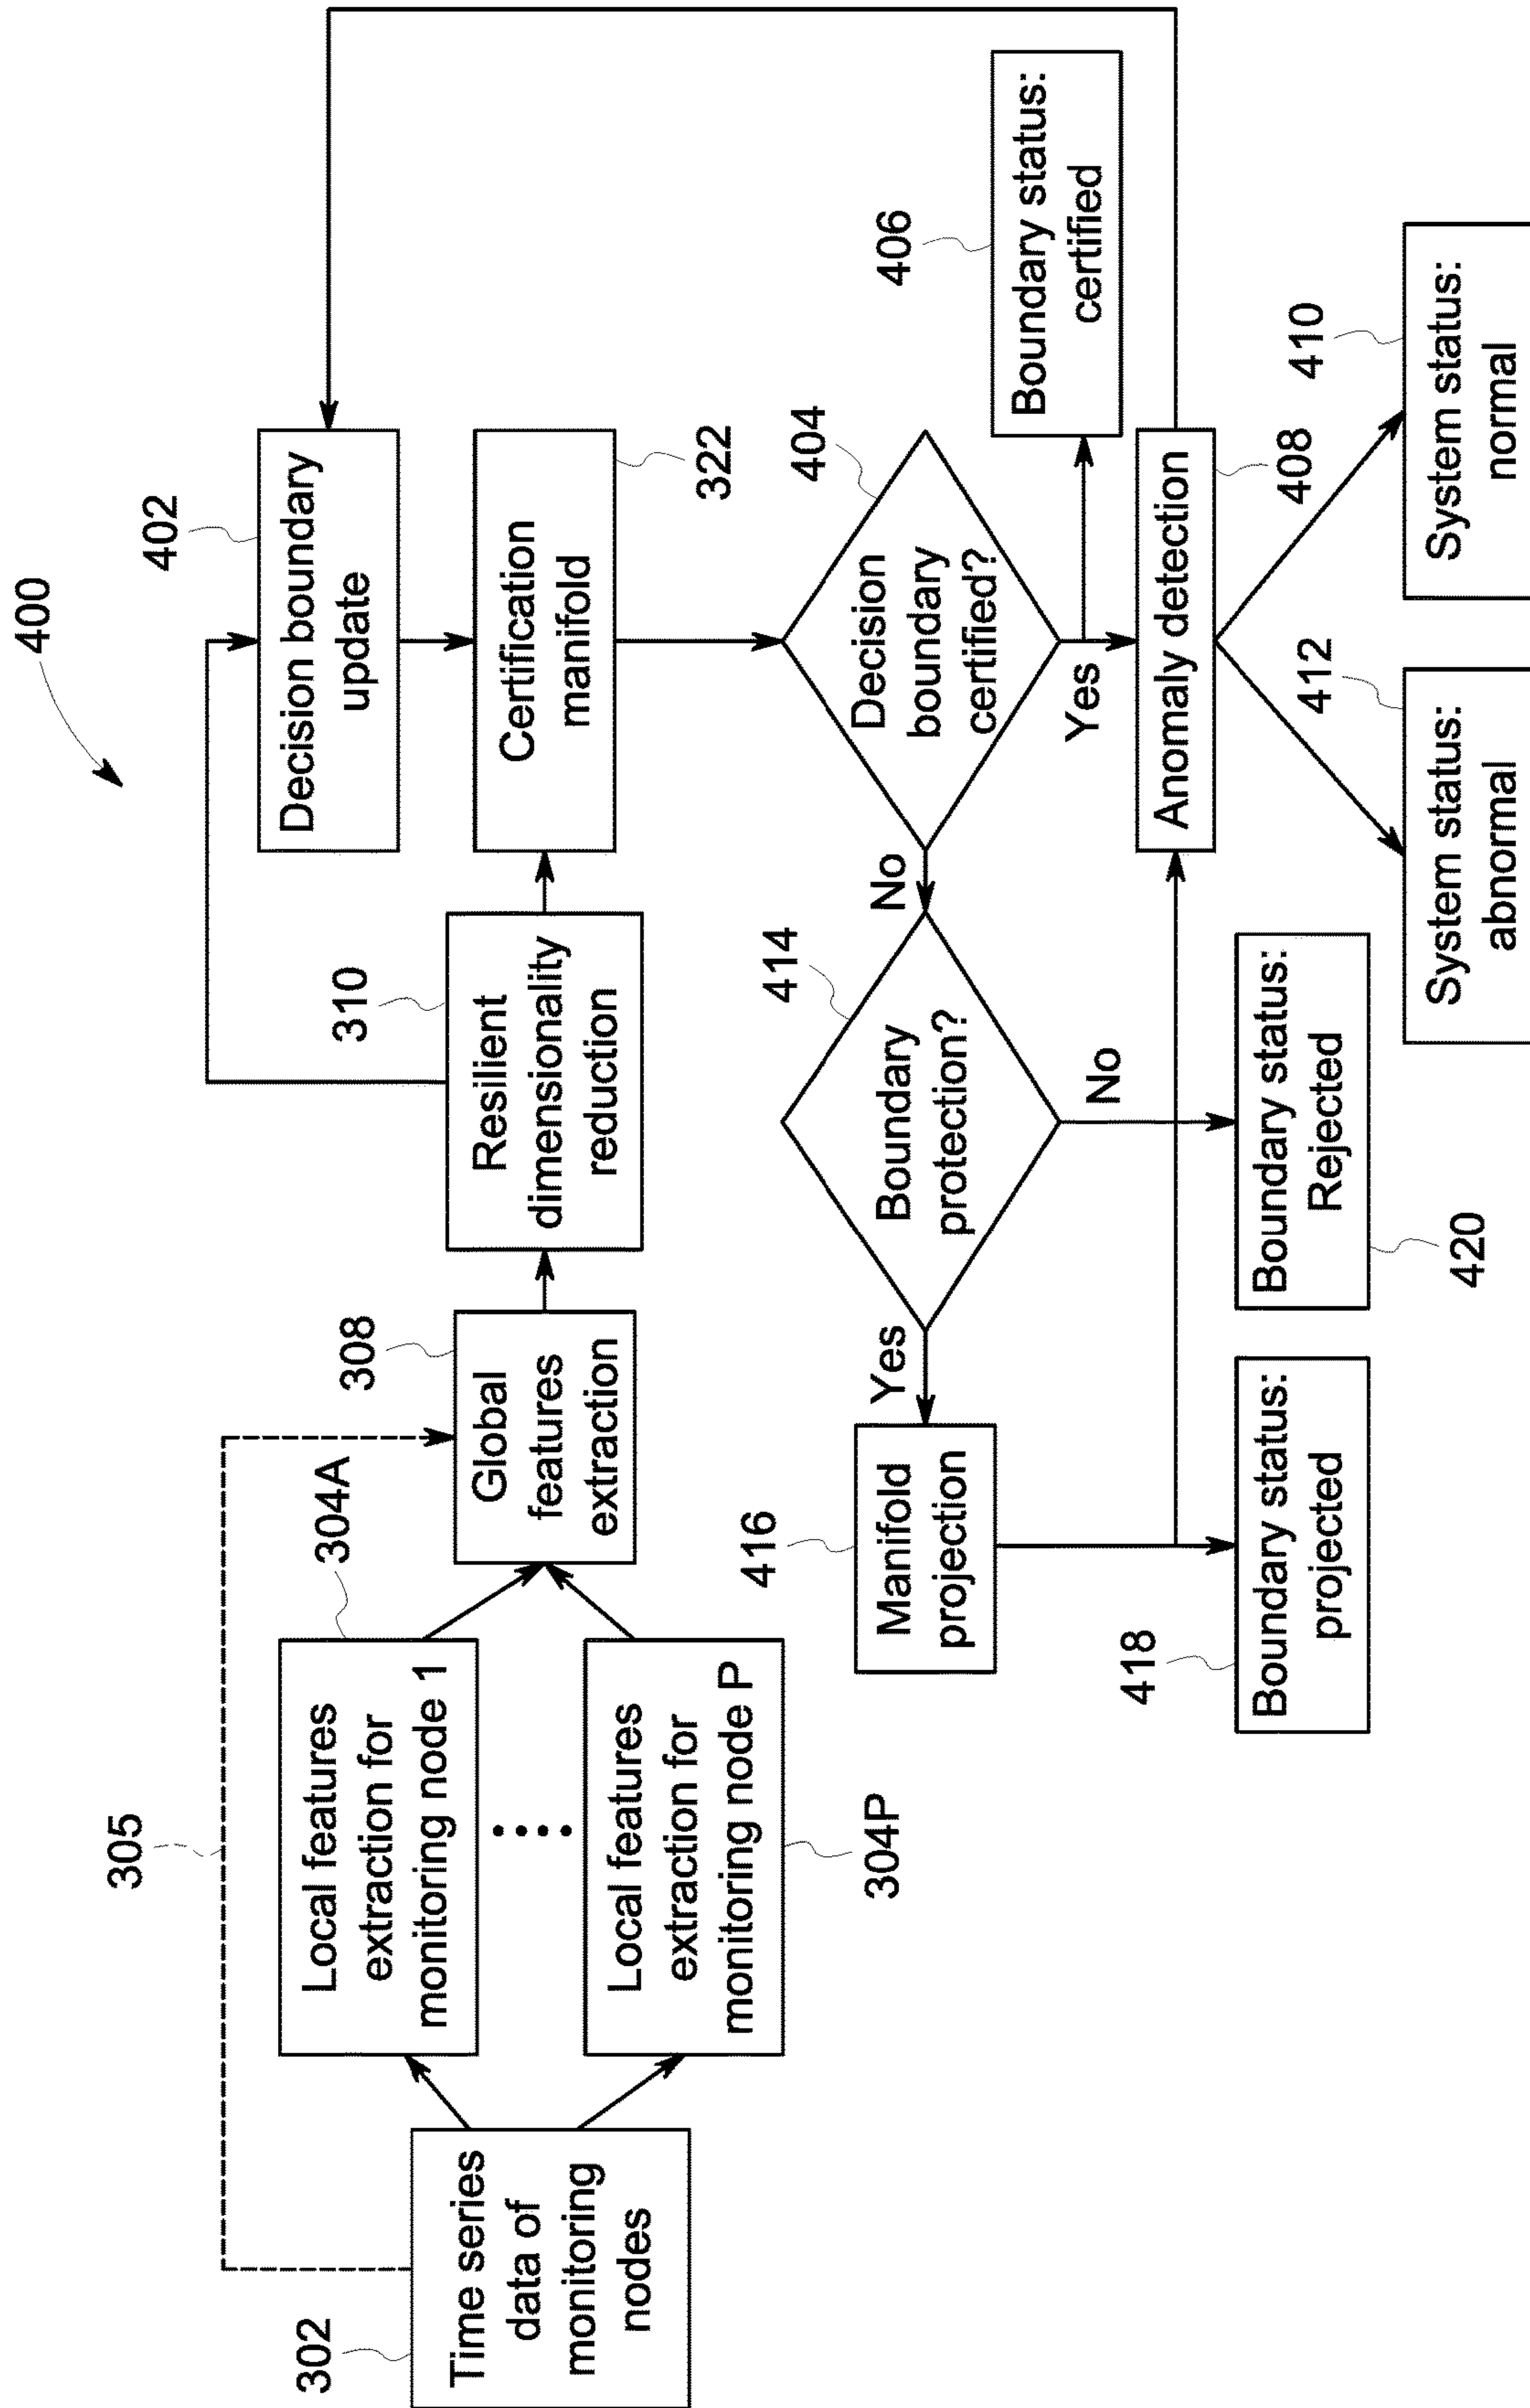 400
302
Time series
data of
monitoring
nodes
305
Local features
extraction for
monitoring node 1
304A
Local features
extraction for
monitoring node P
304P
308
Global
features
extraction
310
Resilient
dimensionality
reduction
402
Decision boundary
update
Certification
manifold
322
404
Decision
boundary
certified?
Yes
No
406
Boundary status:
certified
414
Boundary
protection?
Yes
No
416
Manifold
projection
418
Boundary status:
projected
Boundary status:
Rejected
420
Anomaly detection
408
412
System status:
abnormal
410
System status:
normal